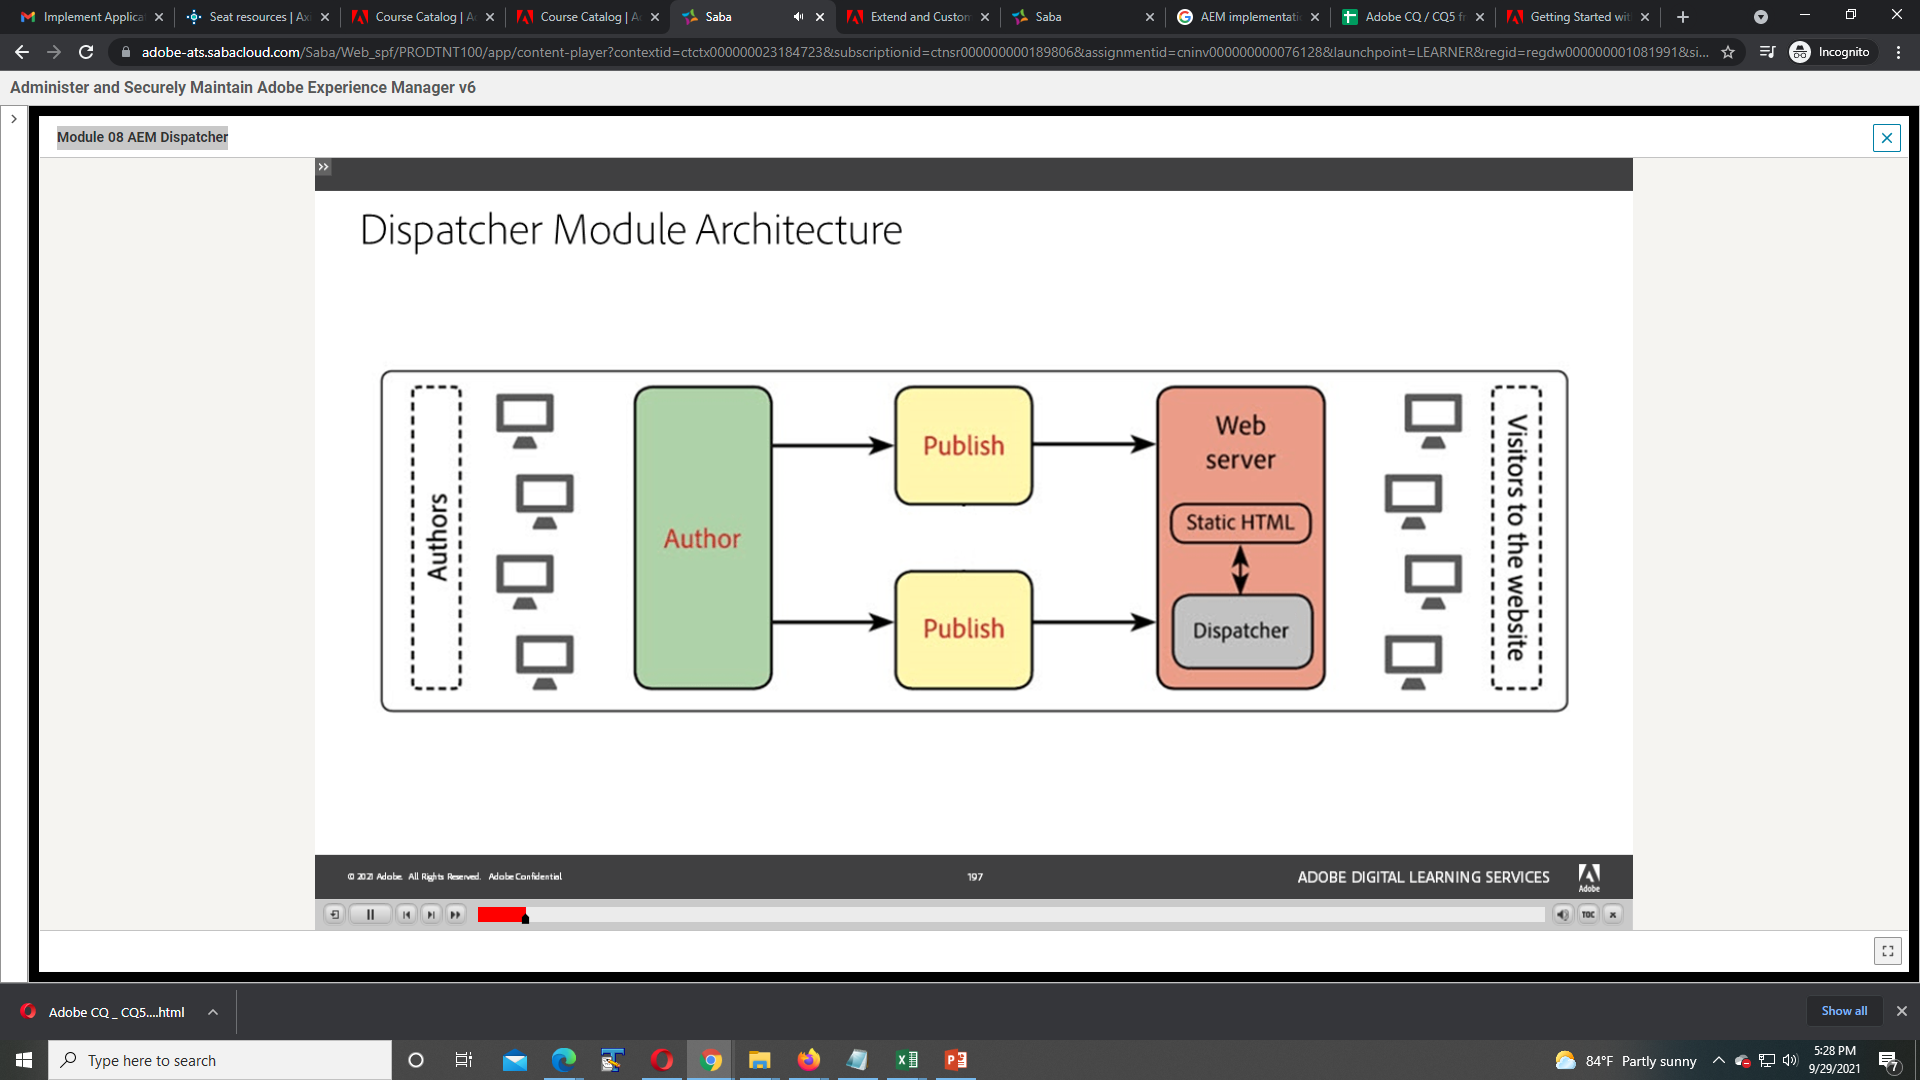 Implement Applica
Seat resources | Ax
Course Catalog | A
Course Catalog | A
Saba
Extend and Custom
Saba
AEM implementati
Adobe CQ / CQ5 f
Getting Started wit
adobe-ats.sabacloud.com/Saba/Web_spf/PRODTNT100/app/content-player?contextid=ctctx000000023184723&subscriptionid=ctnsr000000000189806&assignmentid=cninv000000000076128&launchpoint=LEARNER&regid=regdw000000001081991&si...
Incognito
Administer and Securely Maintain Adobe Experience Manager v6
Module 08 AEM Dispatcher
Dispatcher Module Architecture
Authors
Author
Publish
Publish
Web
server
Static HTML
Dispatcher
Visitors to the website
© 2021 Adobe. All Rights Reserved. Adobe Confidential
197
ADOBE DIGITAL LEARNING SERVICES
Adobe
TOC
Adobe CQ _ CQ5....html
Show all
Type here to search
84°F Partly sunny
5:28 PM
9/29/2021
7